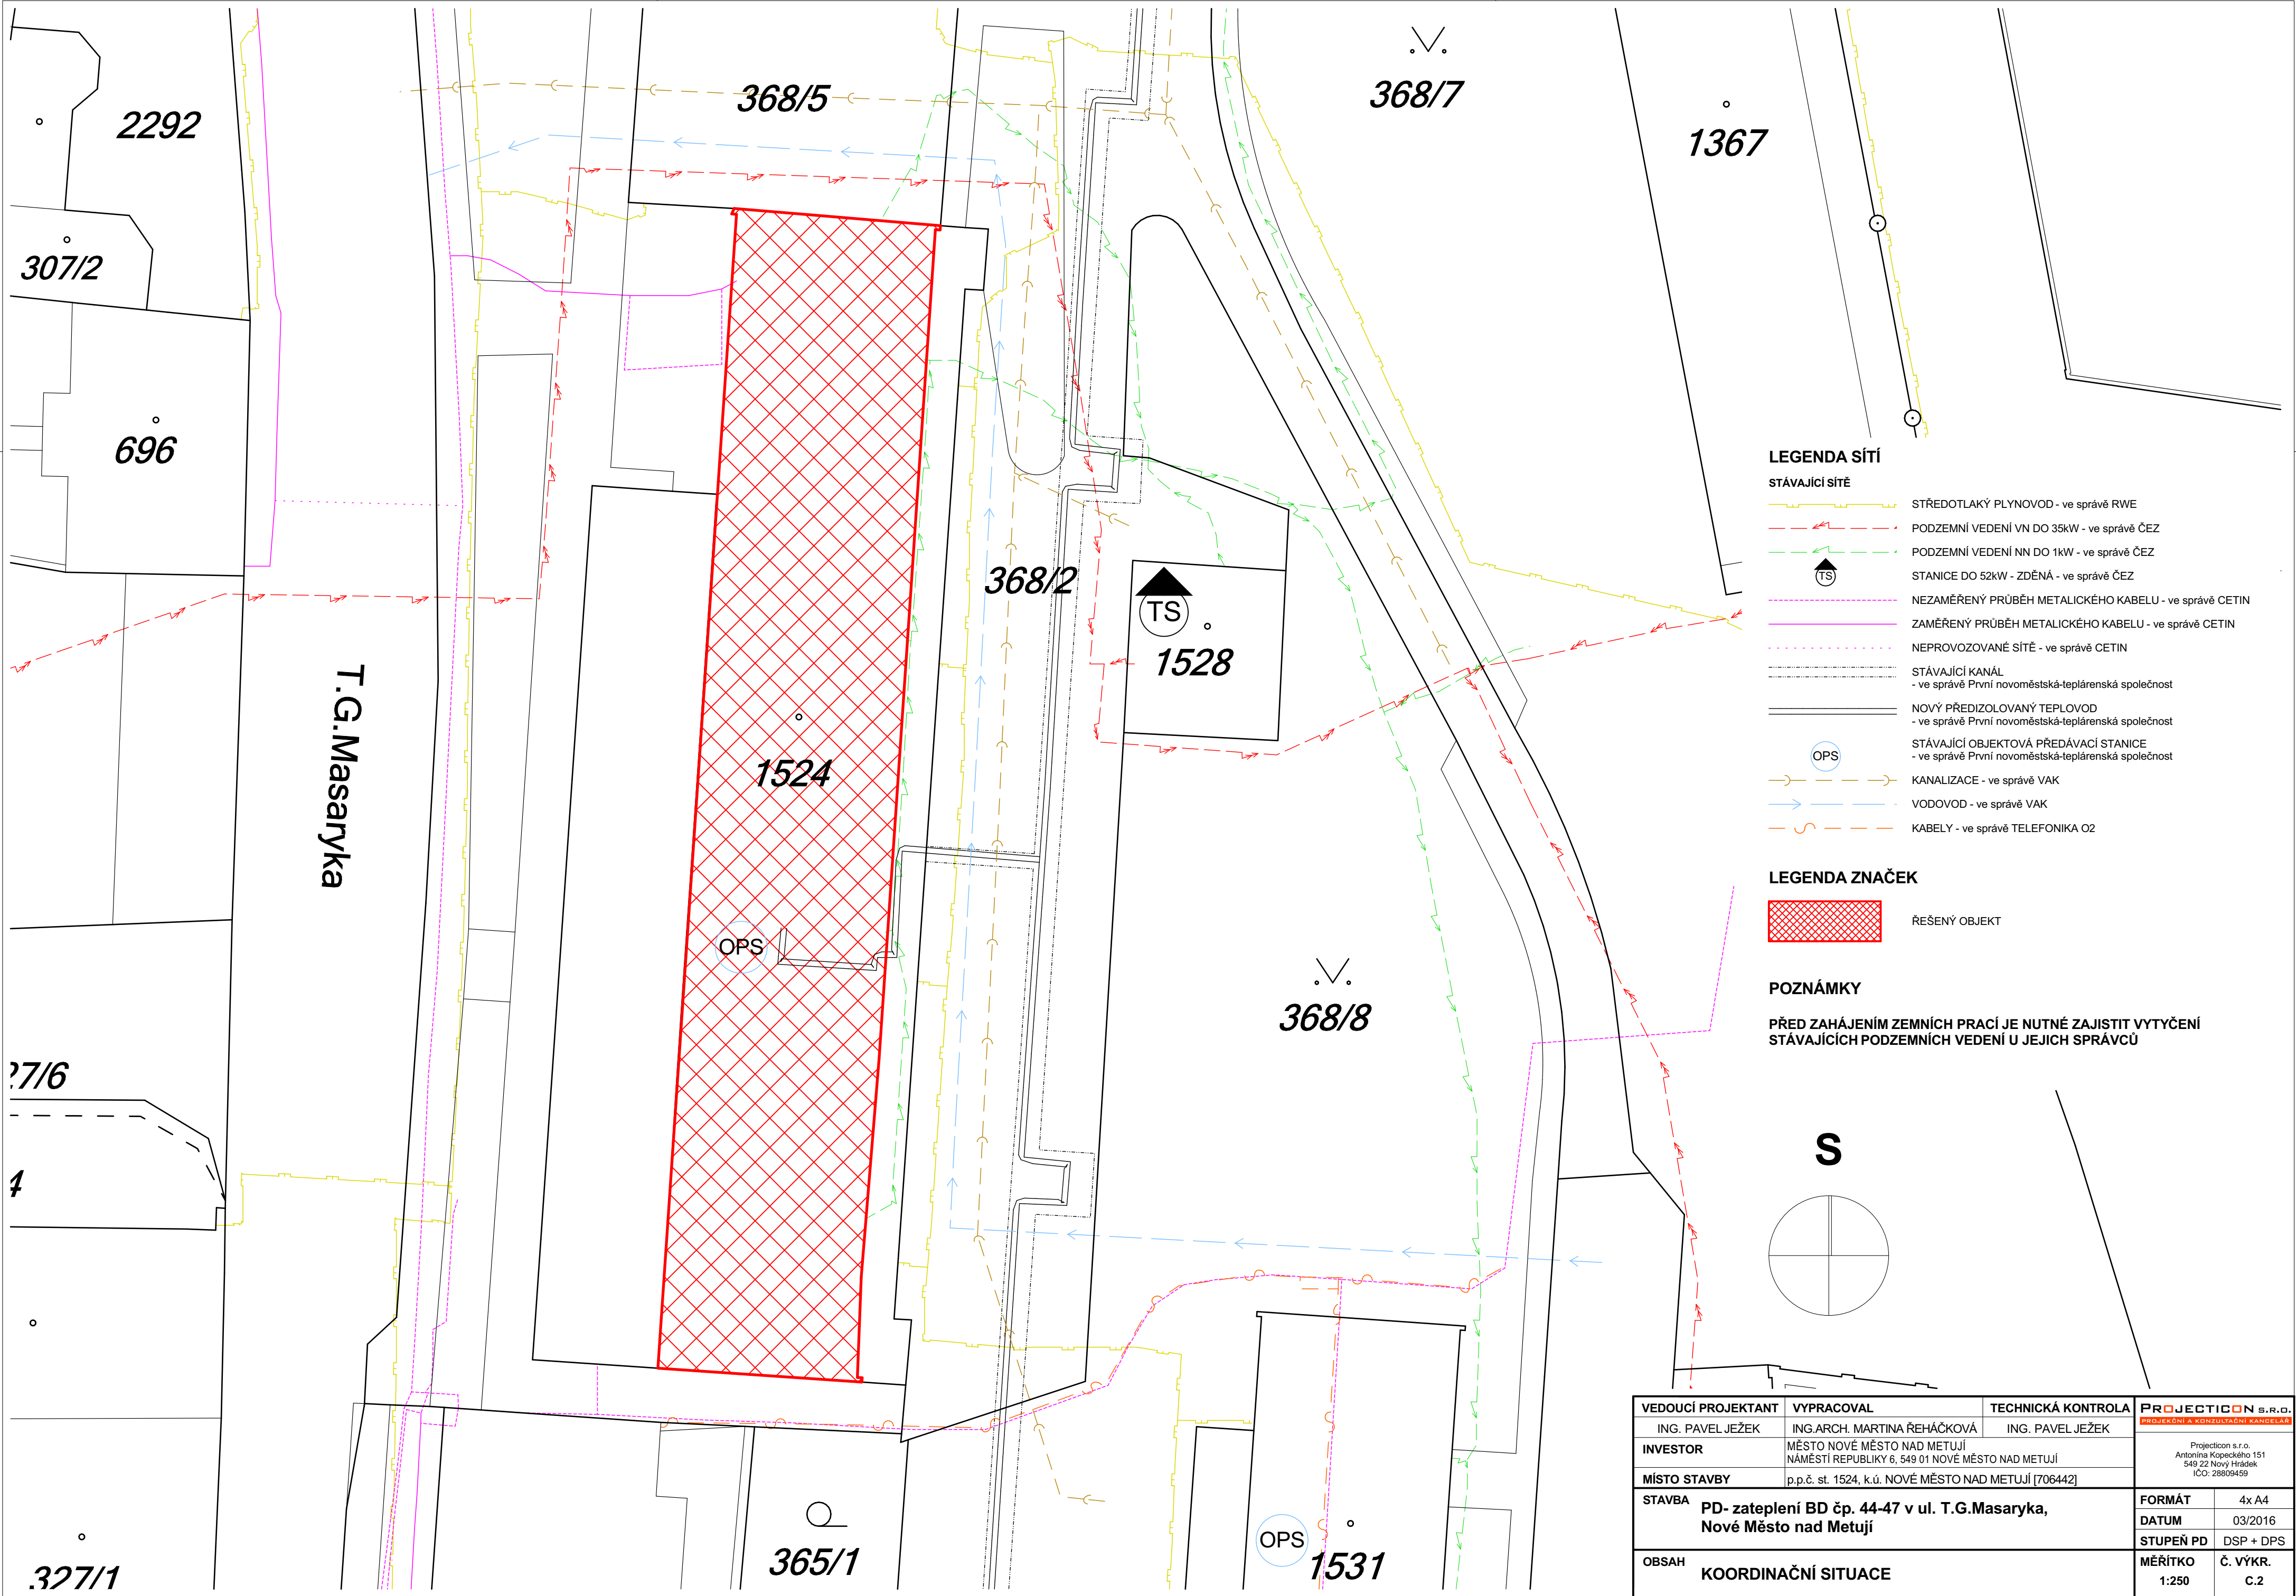 368/5
368/7
2292
1367
307/2
696
368/2
TS
1528
T.G.Masaryka
1524
OPS
368/8
27/6
4
327/1
365/1
OPS
1531
LEGENDA SÍTÍ
STÁVAJÍCÍ SÍTĚ
STŘEDOTLAKÝ PLYNOVOD - ve správě RWE
PODZEMNÍ VEDENÍ VN DO 35kW - ve správě ČEZ
PODZEMNÍ VEDENÍ NN DO 1kW - ve správě ČEZ
TS
STANICE DO 52kW - ZDĚNÁ - ve správě ČEZ
NEZAMĚŘENÝ PRŮBĚH METALICKÉHO KABELU - ve správě CETIN
ZAMĚŘENÝ PRŮBĚH METALICKÉHO KABELU - ve správě CETIN
NEPROVOZOVANÉ SÍTĚ - ve správě CETIN
STÁVAJÍCÍ KANÁL
- ve správě První novoměstská-teplárenská společnost
NOVÝ PŘEDIZOLOVANÝ TEPLOVOD
- ve správě První novoměstská-teplárenská společnost
OPS
STÁVAJÍCÍ OBJEKTOVÁ PŘEDÁVACÍ STANICE
- ve správě První novoměstská-teplárenská společnost
KANALIZACE - ve správě VAK
VODOVOD - ve správě VAK
KABELY - ve správě TELEFONIKA O2
LEGENDA ZNAČEK
ŘEŠENÝ OBJEKT
POZNÁMKY
PŘED ZAHÁJENÍM ZEMNÍCH PRACÍ JE NUTNÉ ZAJISTIT VYTYČENÍ
STÁVAJÍCÍCH PODZEMNÍCH VEDENÍ U JEJICH SPRÁVCŮ
S
VEDOUCÍ PROJEKTANT VYPRACOVAL TECHNICKÁ KONTROLA
ING. PAVEL JEŽEK ING.ARCH. MARTINA ŘEHÁČKOVÁ ING. PAVEL JEŽEK
INVESTOR MĚSTO NOVÉ MĚSTO NAD METUJÍ
NÁMĚSTÍ REPUBLIKY 6, 549 01 NOVÉ MĚSTO NAD METUJÍ
MÍSTO STAVBY p.p.č. st. 1524, k.ú. NOVÉ MĚSTO NAD METUJÍ [706442]
PROJECTICON S.R.O.
PROJEKČNÍ A KONZULTAČNÍ KANCELÁŘ
Projecticon s.r.o.
Antonína Kopeckého 151
549 22 Nový Hrádek
IČO: 28809459
STAVBA PD- zateplení BD čp. 44-47 v ul. T.G.Masaryka,
Nové Město nad Metují
FORMÁT 4x A4
DATUM 03/2016
STUPEŇ PD DSP + DPS
OBSAH KOORDINAČNÍ SITUACE
MĚŘÍTKO Č. VÝKR.
1:250 C.2